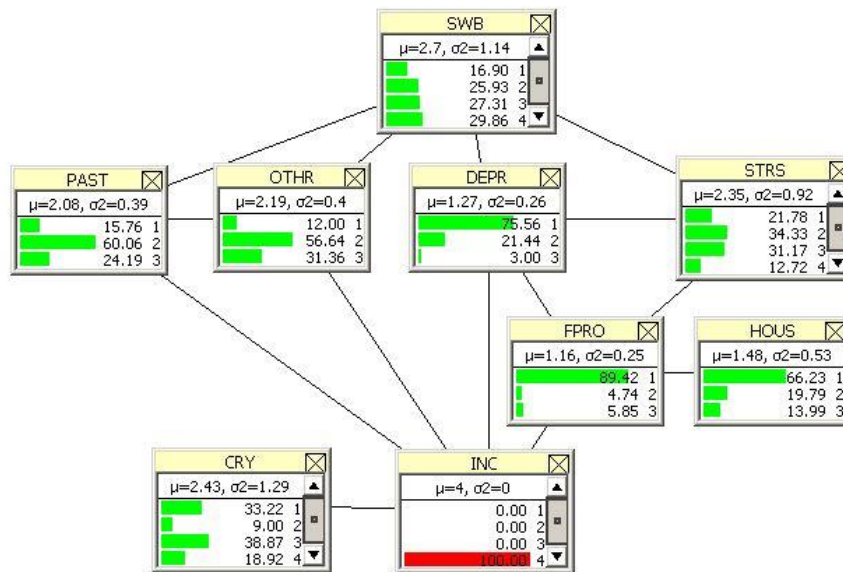 SWB
μ=2.7, σ2=1.14
16.90 1
25.93 2
27.31 3
29.86 4
PAST
μ=2.08, σ2=0.39
15.76 1
60.06 2
24.19 3
OTHR
μ=2.19, σ2=0.4
12.00 1
56.64 2
31.36 3
DEPR
μ=1.27, σ2=0.26
75.56 1
21.44 2
3.00 3
STRS
μ=2.35, σ2=0.92
21.78 1
34.33 2
31.17 3
12.72 4
FPRO
μ=1.16, σ2=0.25
89.42 1
4.74 2
5.85 3
HOUS
μ=1.48, σ2=0.53
66.23 1
19.79 2
13.99 3
CRY
μ=2.43, σ2=1.29
33.22 1
9.00 2
38.87 3
18.92 4
INC
μ=4, σ2=0
0.00 1
0.00 2
0.00 3
100.00 4